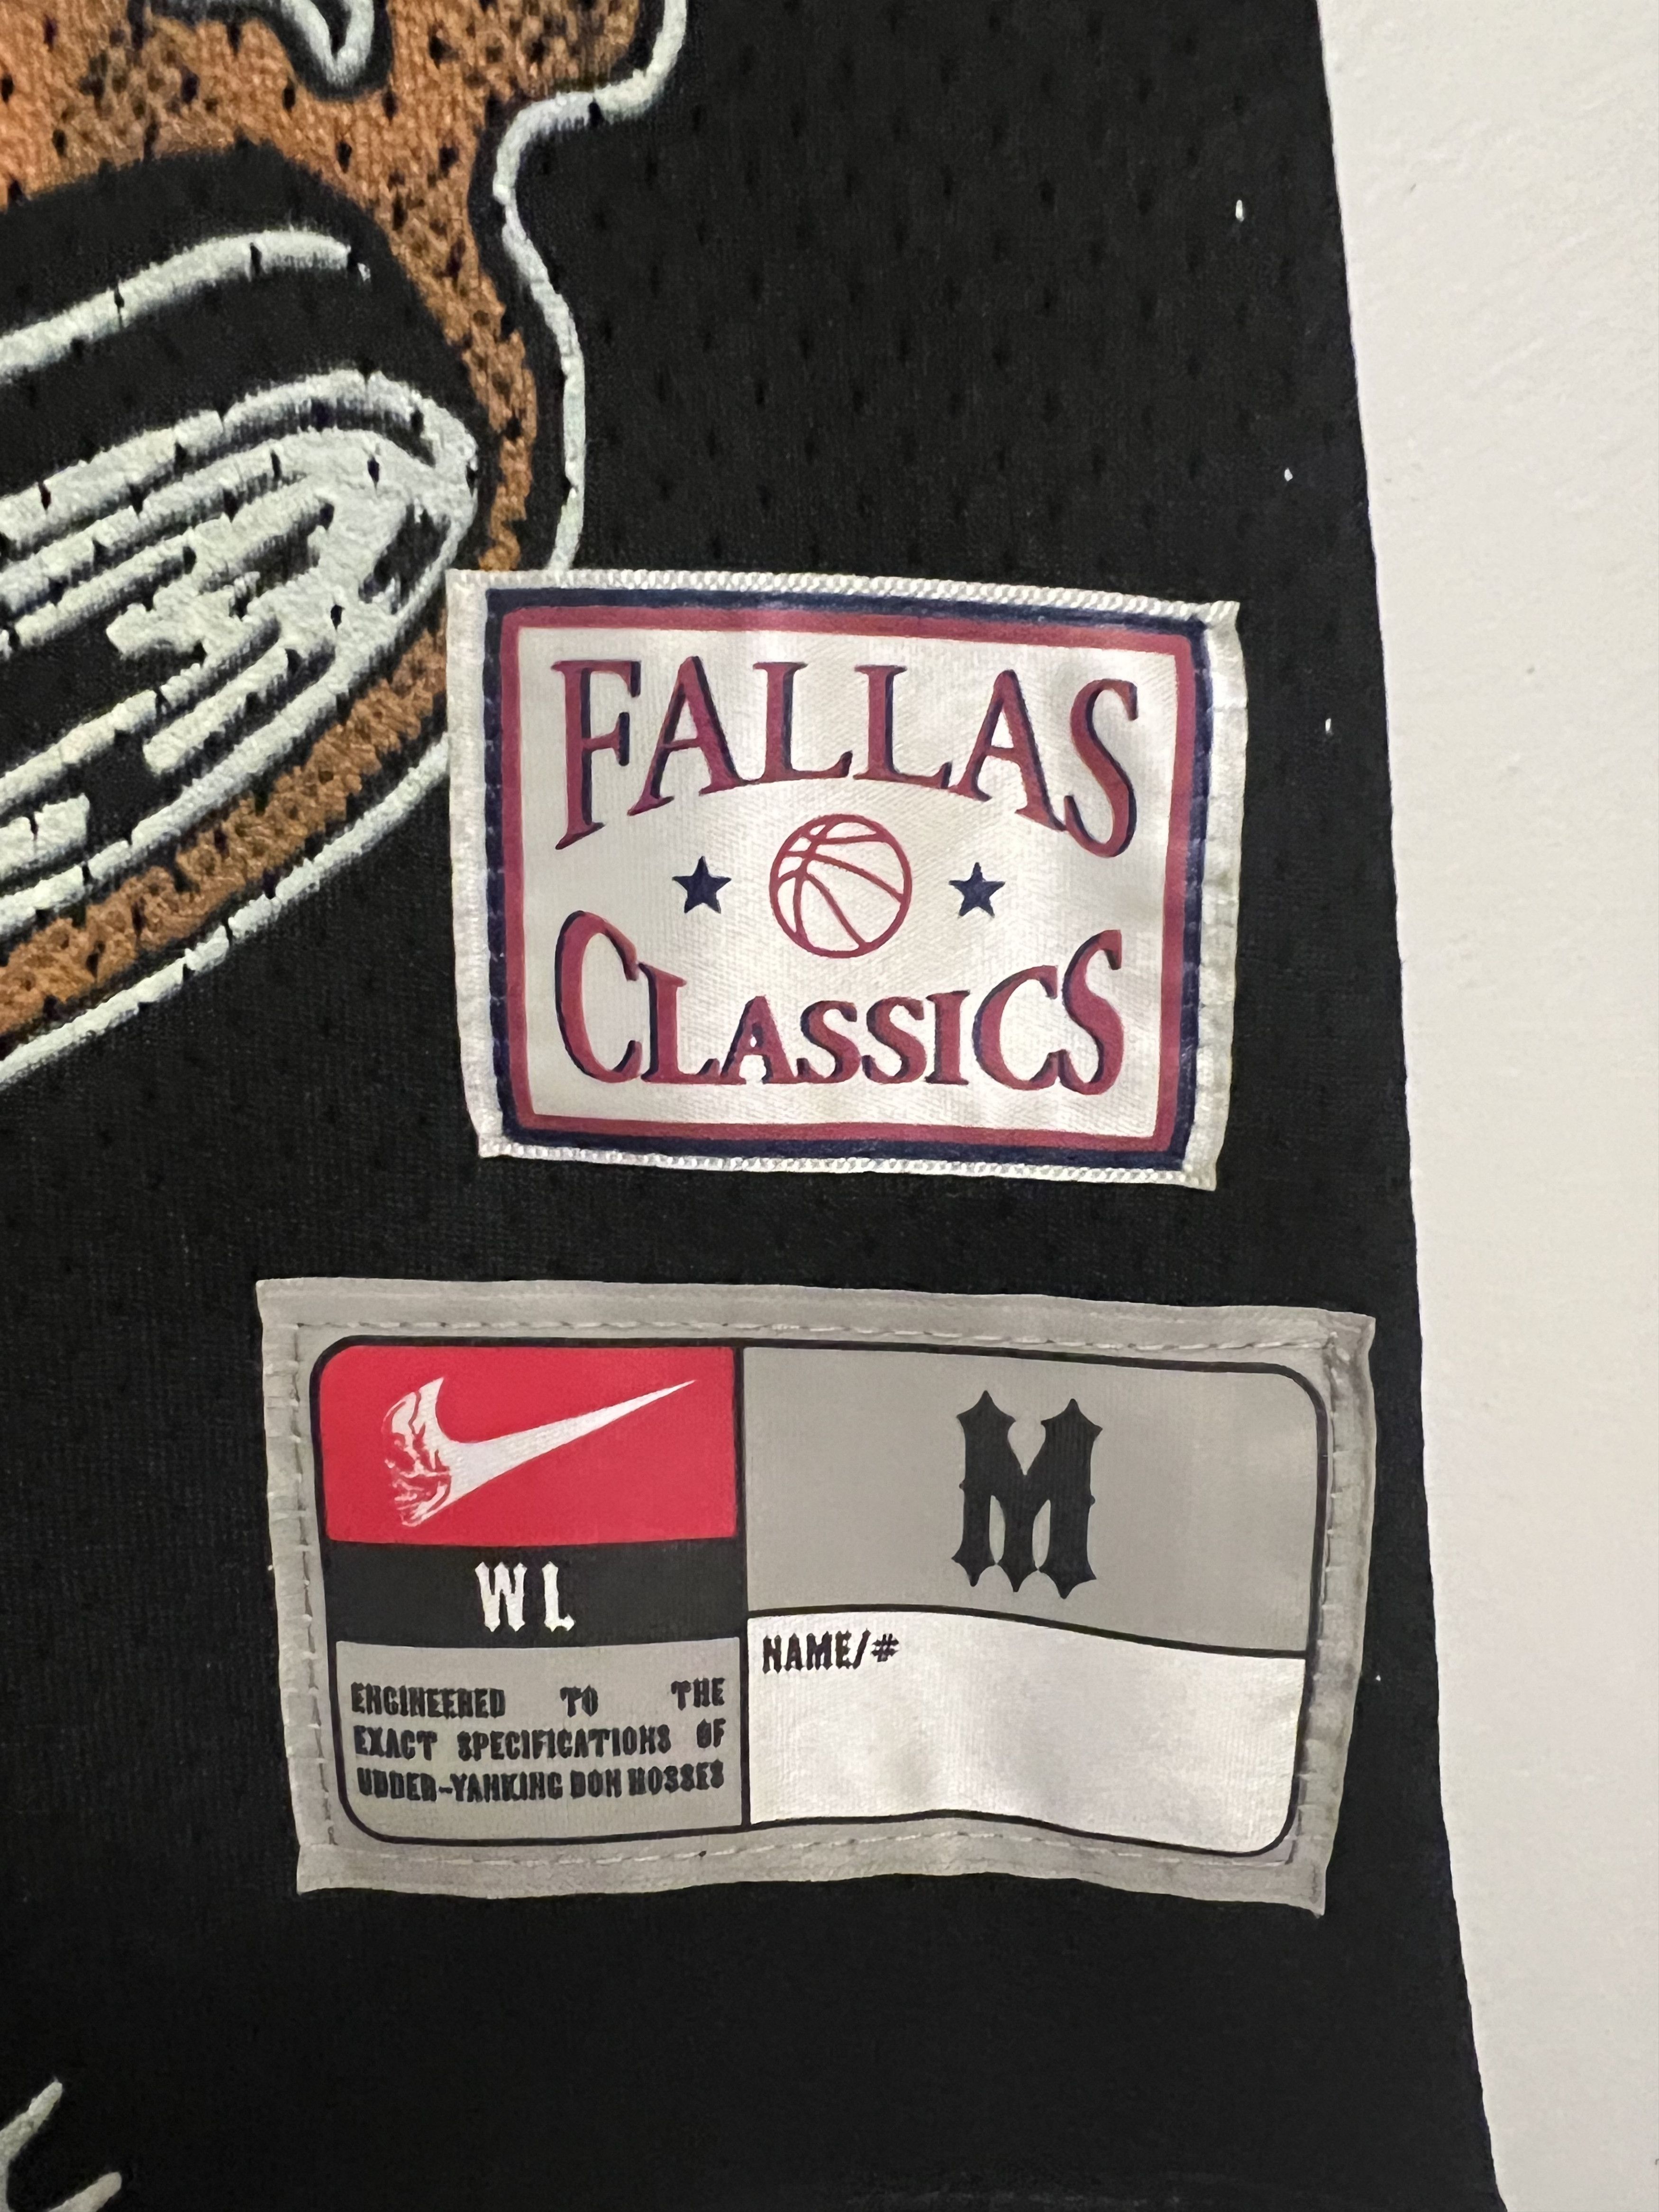 FALLAS
CLASSICS
WL
M
ENGINEERED TO THE
EXACT SPECIFICATIONS OF
UDDER-YANKING DON HOSSES
NAME/#